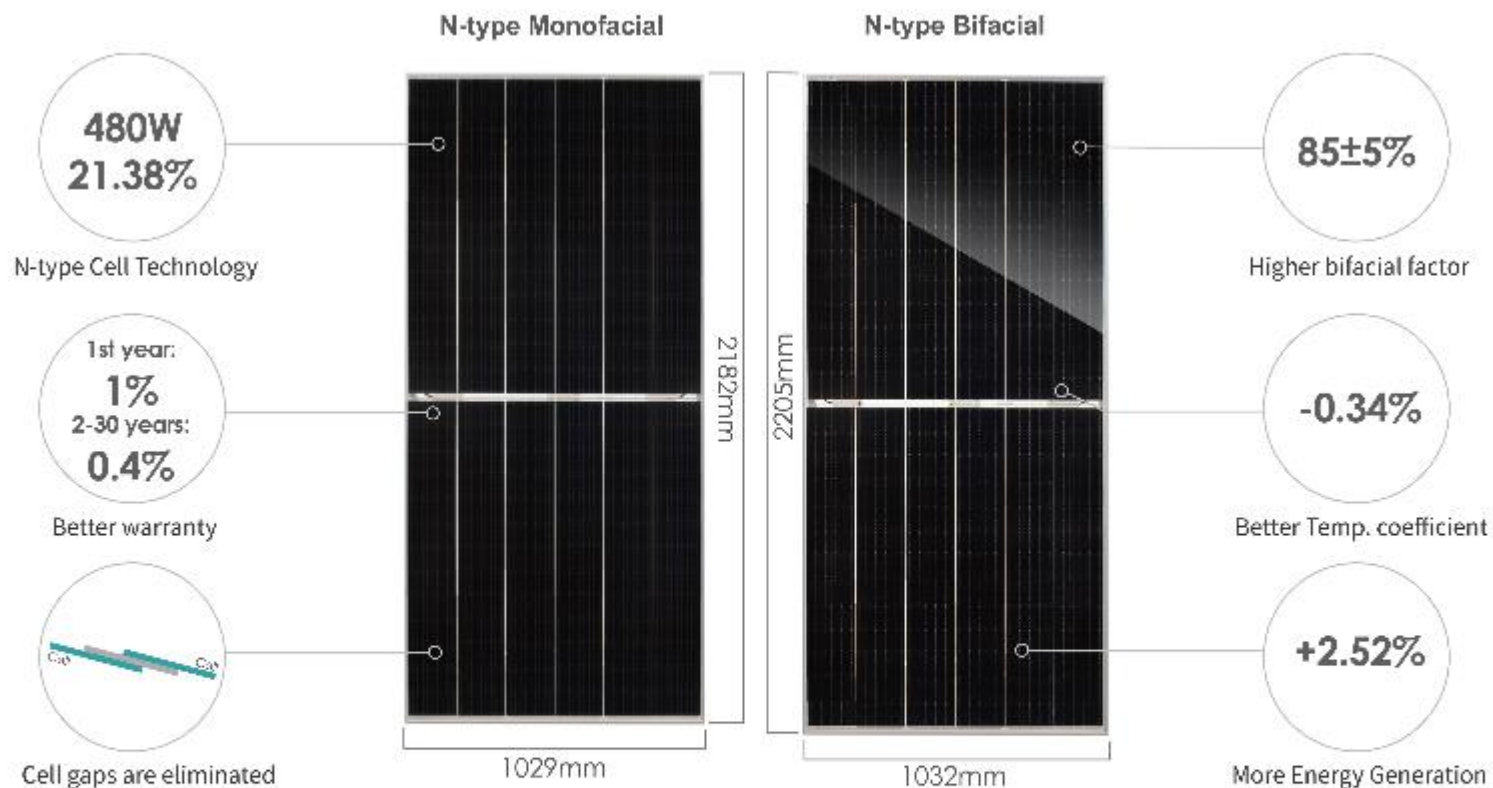 N-type Monofacial
N-type Bifacial
480W
21.38%
N-type Cell Technology
1st year:
1%
2-30 years:
0.4%
Better warranty
Cell
Cell
Cell gaps are eliminated
2182mm
1029mm
2205mm
1032mm
85±5%
Higher bifacial factor
-0.34%
Better Temp. coefficient
+2.52%
More Energy Generation